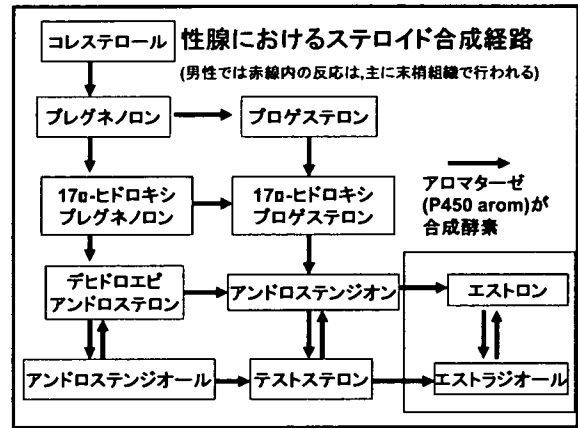 コレステロール
性腺におけるステロイド合成経路
(男性では赤線内の反応は,主に末梢組織で行われる)
プレグネノロン
プロゲステロン
17α-ヒドロキシ
プレグネノロン
17α-ヒドロキシ
プロゲステロン
アロマターゼ
(P450 arom)が
合成酵素
デヒドロエピ
アンドロステロン
アンドロステンジオン
エストロン
アンドロステンジオール
テストステロン
エストラジオール